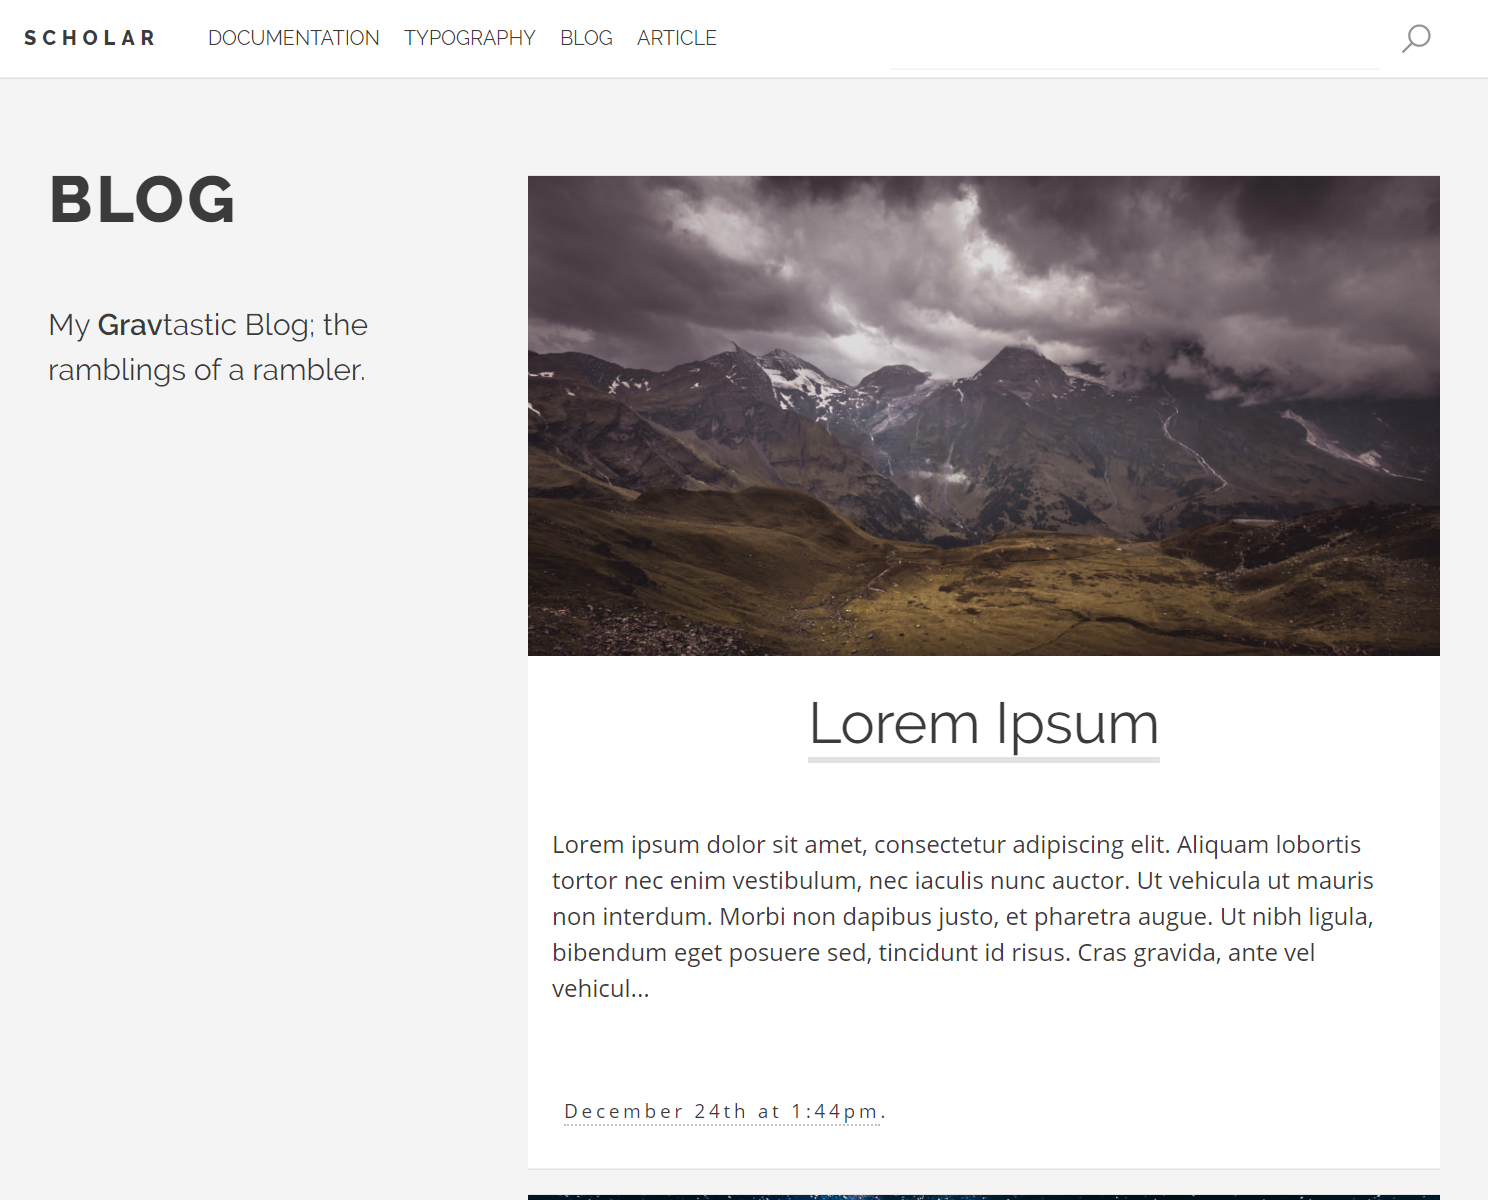 SCHOLAR DOCUMENTATION TYPOGRAPHY BLOG ARTICLE
BLOG
My Gravtastic Blog; the
ramblings of a rambler.
Lorem Ipsum
Lorem ipsum dolor sit amet, consectetur adipiscing elit. Aliquam lobortis
tortor nec enim vestibulum, nec iaculis nunc auctor. Ut vehicula ut mauris
non interdum. Morbi non dapibus justo, et pharetra augue. Ut nibh ligula,
bibendum eget posuere sed, tincidunt id risus. Cras gravida, ante vel
vehicul...
December 24th at 1:44pm.